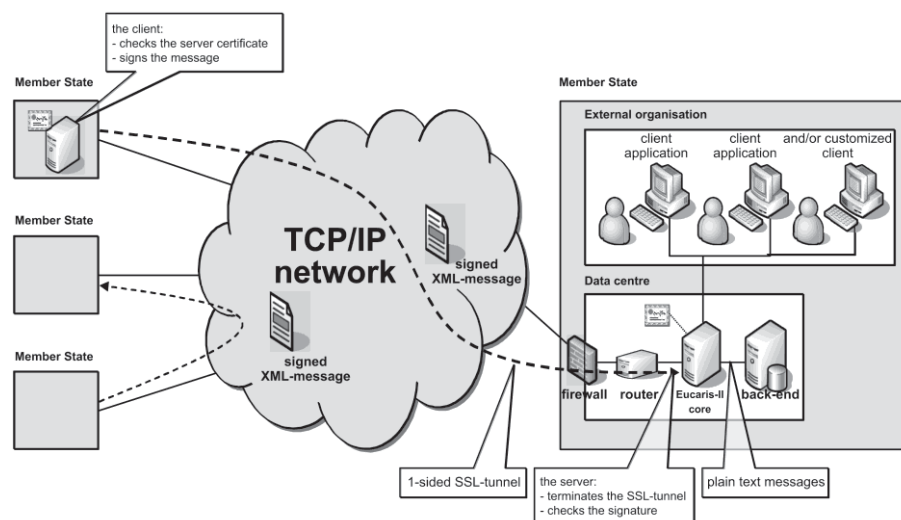 the client:
- checks the server certificate
- signs the message
Member State
Member State
External organisation
client
application
client
application
and/or customized
client
Member State
TCP/IP
network
signed
XML-message
signed
XML-message
Data centre
Member State
firewall
router
Eucaris-II
core
back-end
1-sided SSL-tunnel
the server:
- terminates the SSL-tunnel
- checks the signature
plain text messages